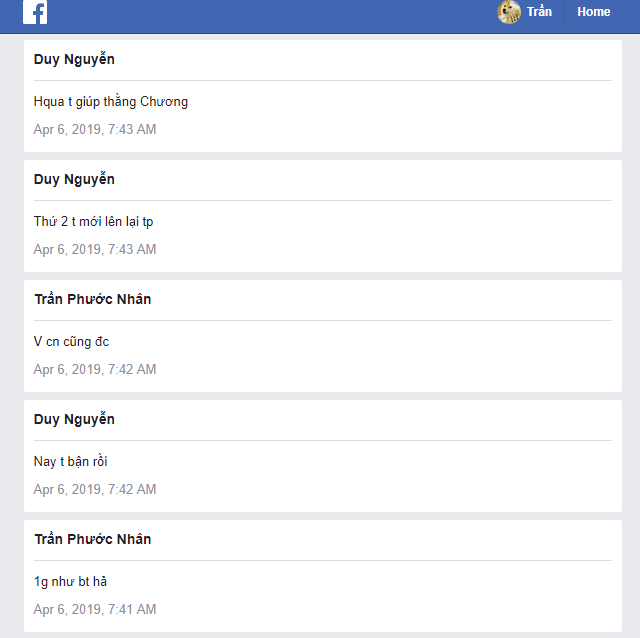 Trần
Home
Duy Nguyễn
Hqua t giúp thằng Chương
Apr 6, 2019, 7:43 AM
Duy Nguyễn
Thứ 2 t mới lên lại tp
Apr 6, 2019, 7:43 AM
Trần Phước Nhân
V cn cũng đc
Apr 6, 2019, 7:42 AM
Duy Nguyễn
Nay t bận rồi
Apr 6, 2019, 7:42 AM
Trần Phước Nhân
1g như bt hả
Apr 6, 2019, 7:41 AM